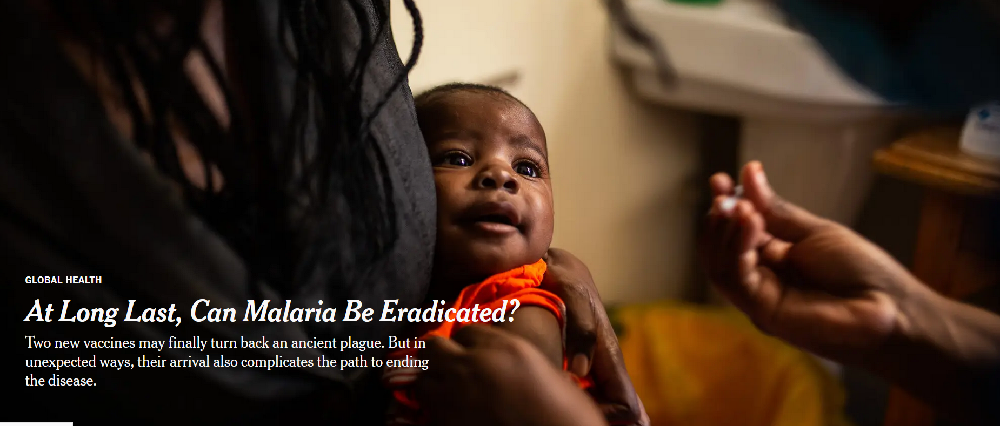 GLOBAL HEALTH
At Long Last, Can Malaria Be Eradicated?
Two new vaccines may finally turn back an ancient plague. But in
unexpected ways, their arrival also complicates the path to ending
the disease.